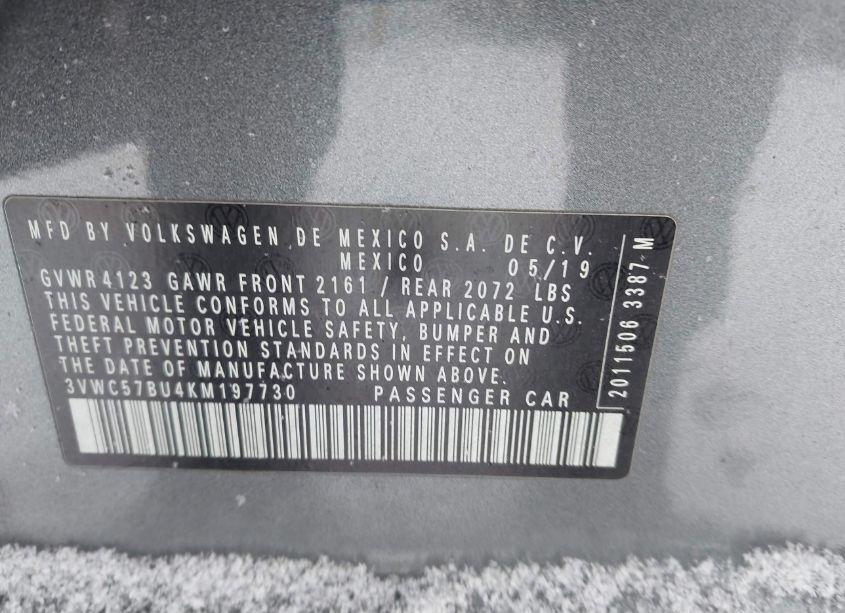 MFD BY VOLKSWAGEN DE MEXICO S.A. DE C.V.
MEXICO 05/19
GVWR 4123 GAWR FRONT 2161 / REAR 2072 LBS
THIS VEHICLE CONFORMS TO ALL APPLICABLE U.S.
FEDERAL MOTOR VEHICLE SAFETY, BUMPER AND
THEFT PREVENTION STANDARDS IN EFFECT ON
THE DATE OF MANUFACTURE SHOWN ABOVE.
3VWC57BU4KM197730 PASSENGER CAR
2011506 3387 M